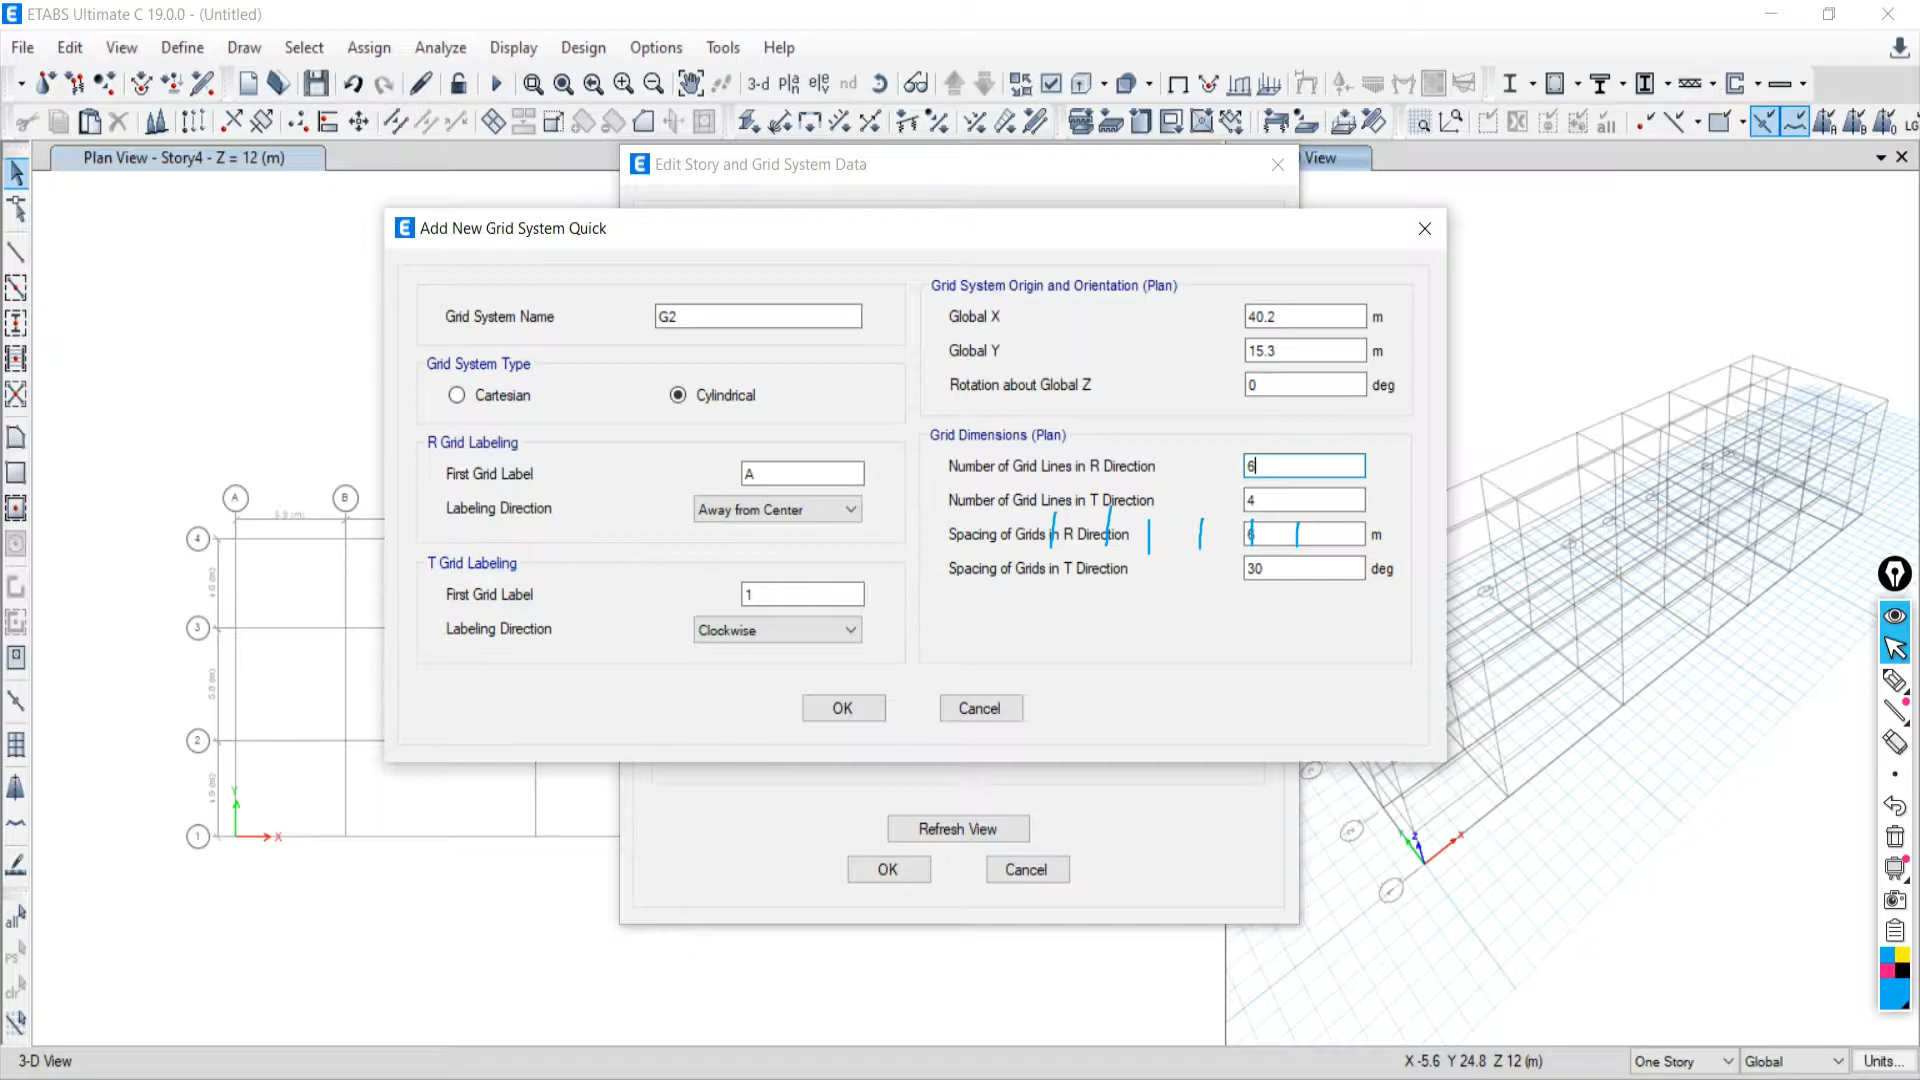 ETABS Ultimate C 19.0.0 - (Untitled)
File Edit View Define Draw Select Assign Analyze Display Design Options Tools Help
3-d nd
all
Plan View - Story4 - Z = 12 (m)
Edit Story and Grid System Data
View
Add New Grid System Quick
Grid System Name G2
Grid System Type
Cartesian Cylindrical
R Grid Labeling
First Grid Label A
Labeling Direction Away from Center
T Grid Labeling
First Grid Label 1
Labeling Direction Clockwise
Grid System Origin and Orientation (Plan)
Global X 40.2 m
Global Y 15.3 m
Rotation about Global Z 0 deg
Grid Dimensions (Plan)
Number of Grid Lines in R Direction 6
Number of Grid Lines in T Direction 4
Spacing of Grids in R Direction 6 m
Spacing of Grids in T Direction 30 deg
OK Cancel
Refresh View
OK Cancel
A B
4
3
2
1
Y
X
Z
X
all
PS
clr
3-D View
X -5.6 Y 24.8 Z 12 (m)
One Story
Global
Units...